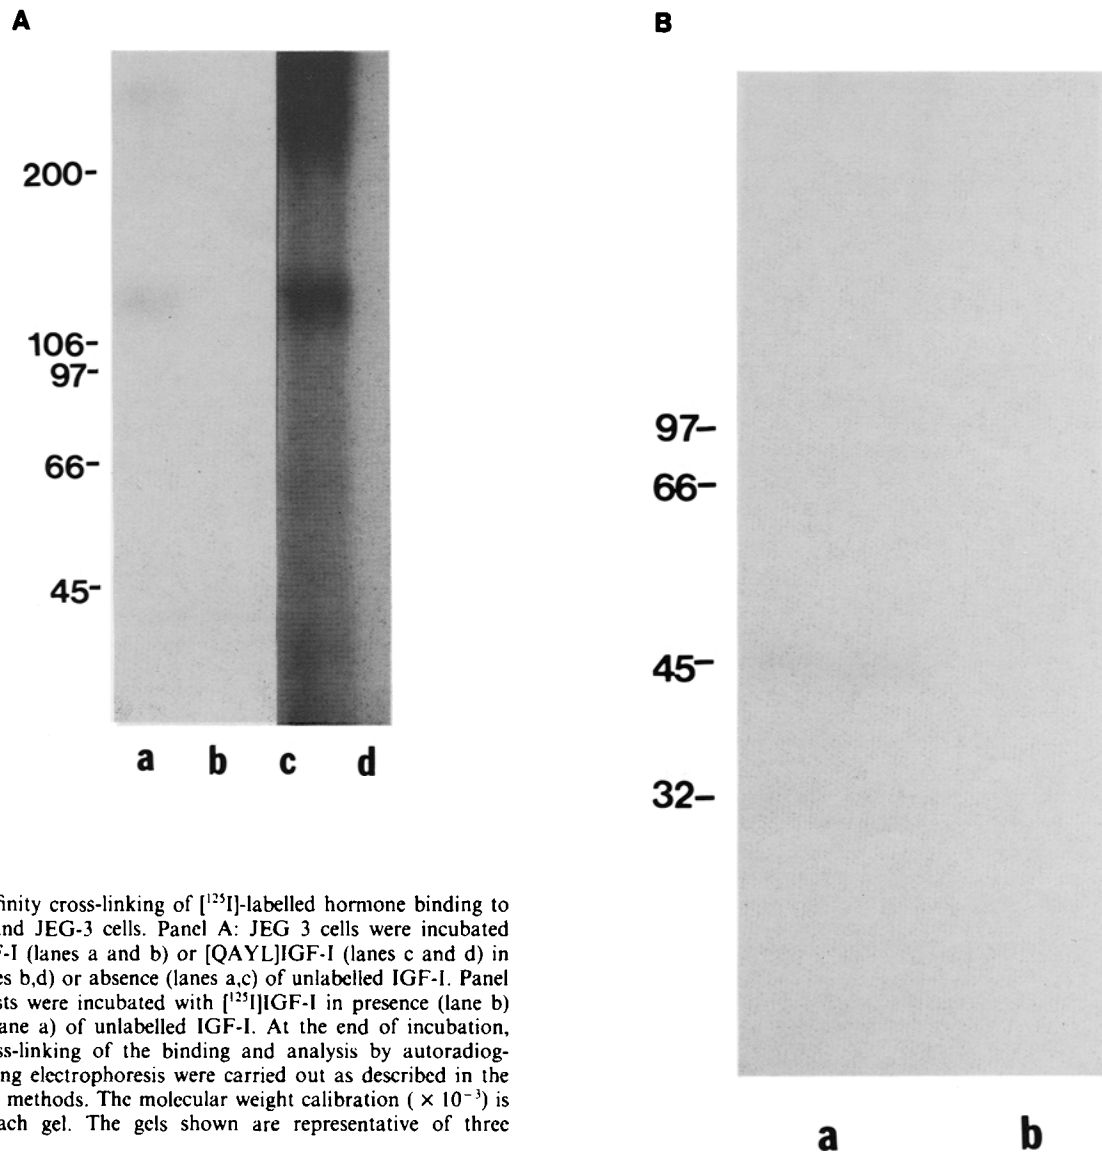 A
200-
106-
97-
66-
45-
a b c d
B
97-
66-
45-
32-
a b
finity cross-linking of [¹²⁵I]-labelled hormone binding to
nd JEG-3 cells. Panel A: JEG 3 cells were incubated
F-I (lanes a and b) or [QAYL]IGF-I (lanes c and d) in
es b,d) or absence (lanes a,c) of unlabelled IGF-I. Panel
sts were incubated with [¹²⁵I]IGF-I in presence (lane b)
ane a) of unlabelled IGF-I. At the end of incubation,
ss-linking of the binding and analysis by autoradiog-
ng electrophoresis were carried out as described in the
methods. The molecular weight calibration ( × 10⁻³) is
ach gel. The gels shown are representative of three